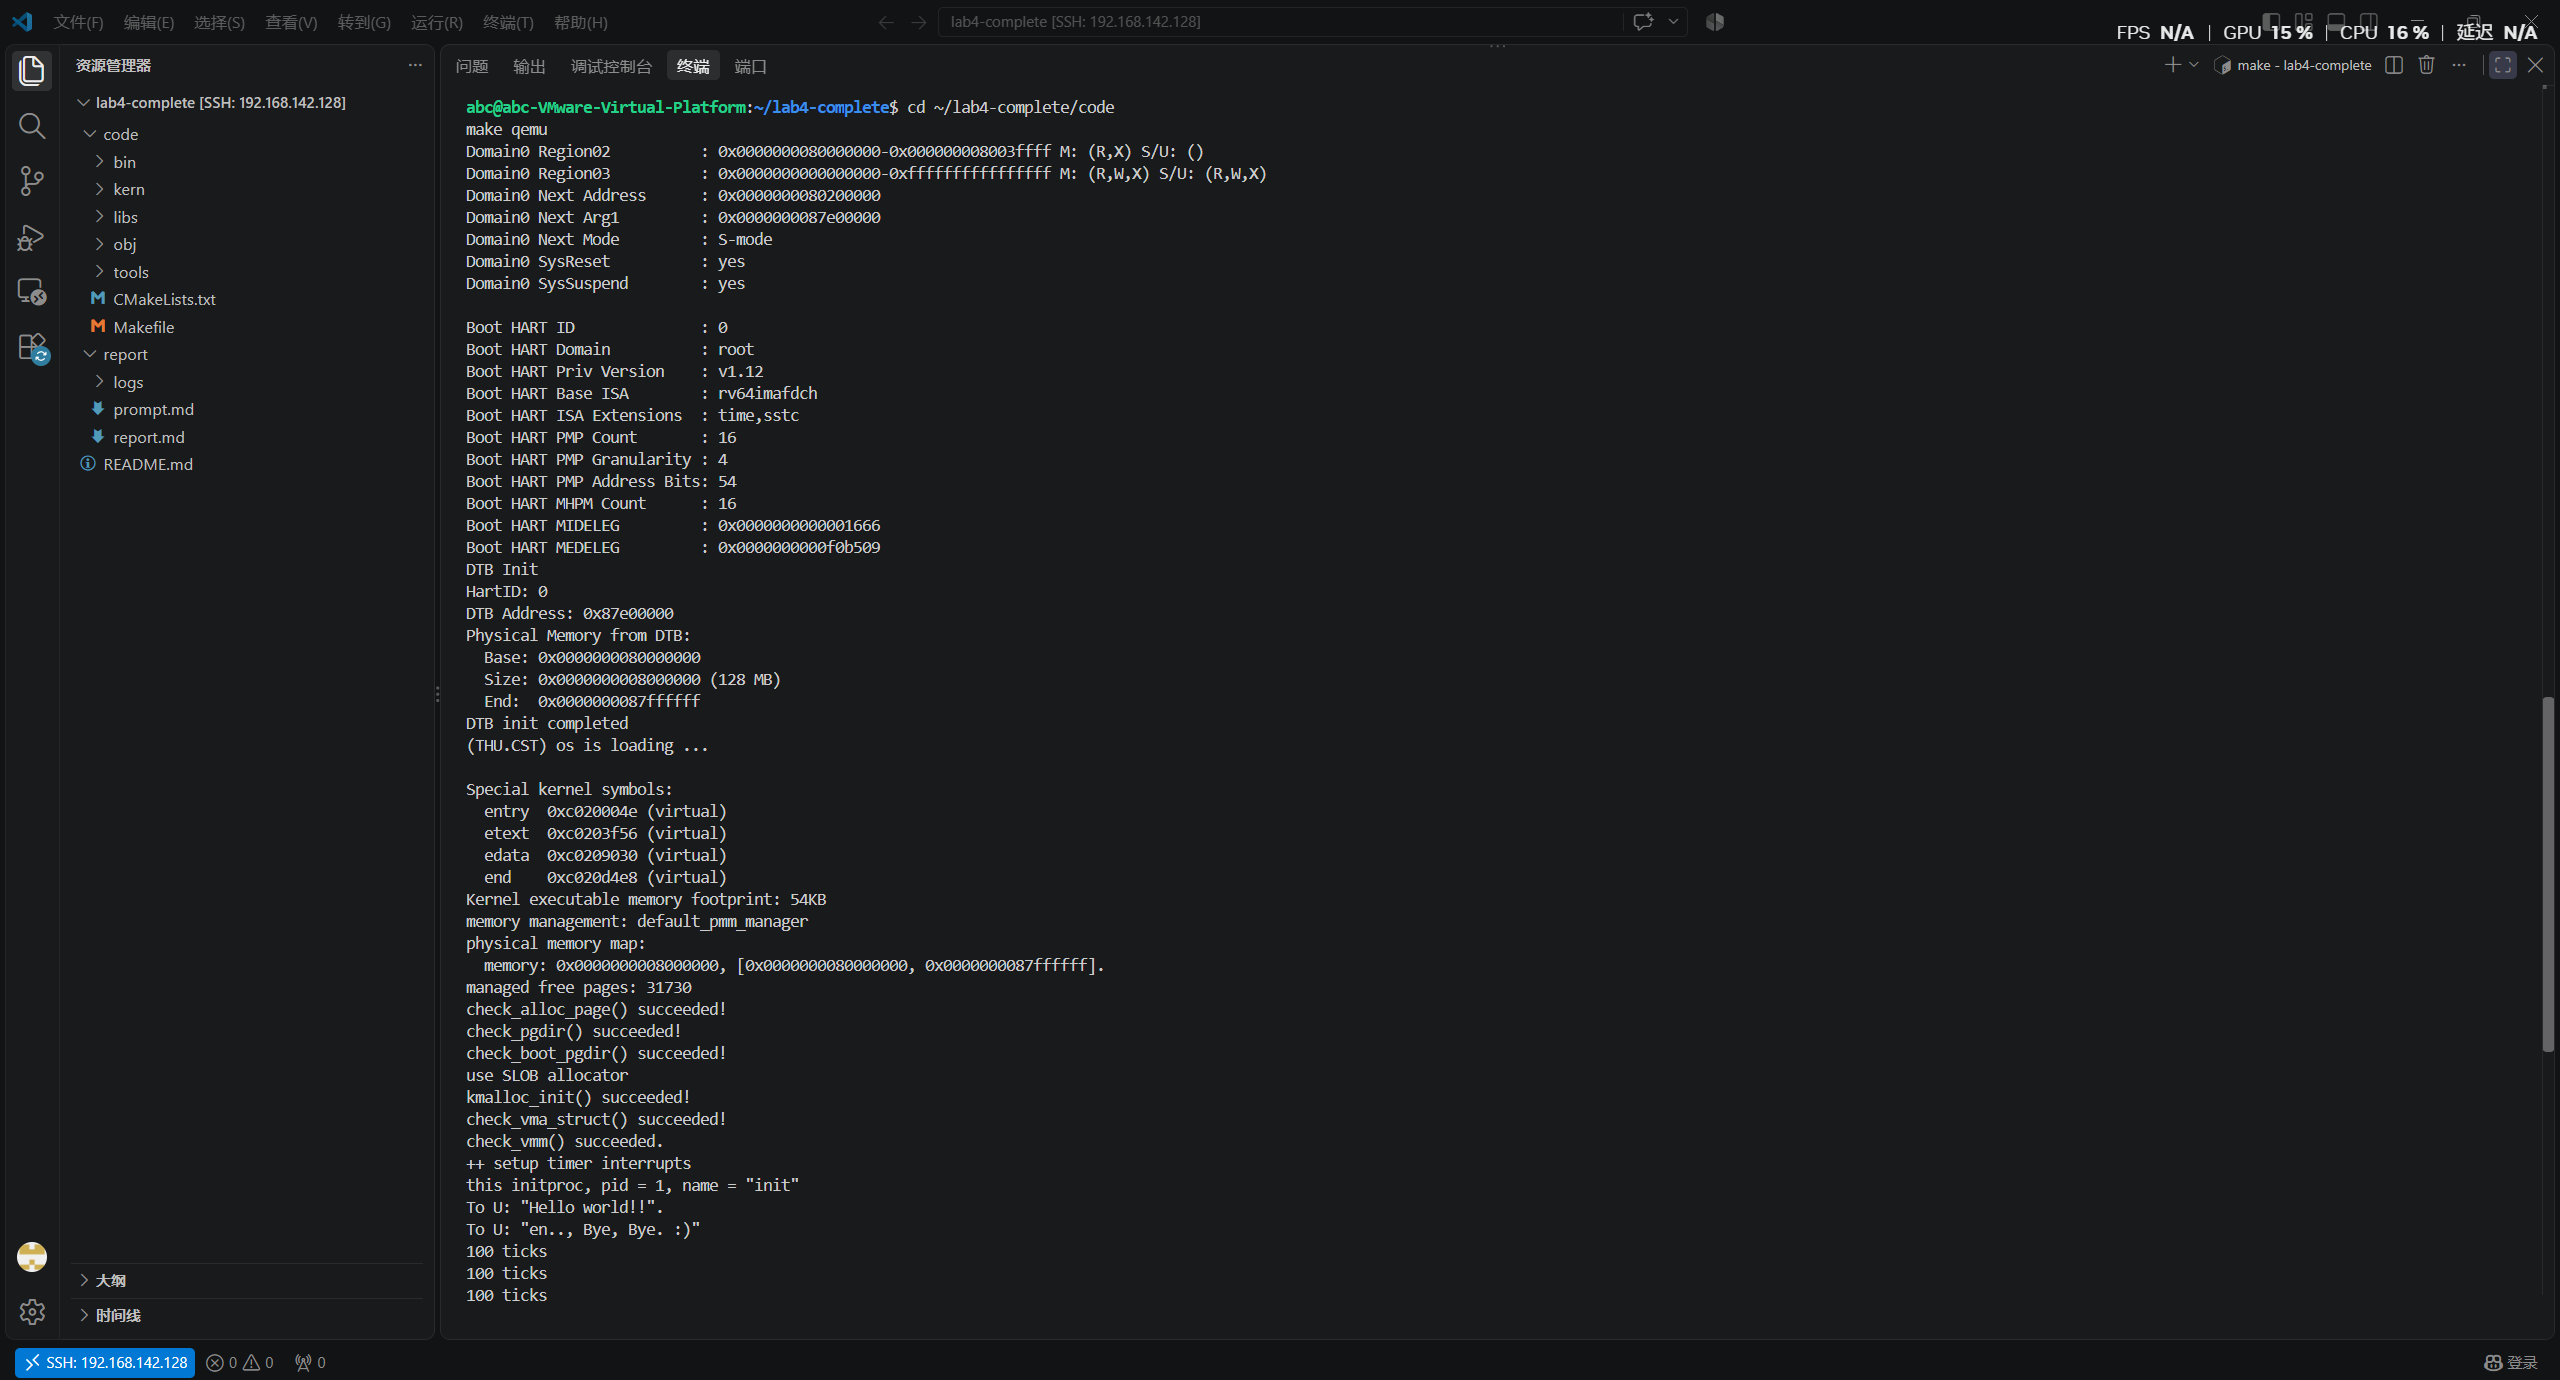 文件(F) 编辑(E) 选择(S) 查看(V) 转到(G) 运行(R) 终端(T) 帮助(H)
lab4-complete [SSH: 192.168.142.128]
FPS N/A | GPU 15 % | CPU 16 % | 延迟 N/A
资源管理器
lab4-complete [SSH: 192.168.142.128]
code
bin
kern
libs
obj
tools
CMakeLists.txt
Makefile
report
logs
prompt.md
report.md
README.md
大纲
时间线
问题 输出 调试控制台 终端 端口
make - lab4-complete
abc@abc-VMware-Virtual-Platform:~/lab4-complete$ cd ~/lab4-complete/code
make qemu
Domain0 Region02 : 0x0000000080000000-0x000000008003ffff M: (R,X) S/U: ()
Domain0 Region03 : 0x0000000000000000-0xffffffffffffffff M: (R,W,X) S/U: (R,W,X)
Domain0 Next Address : 0x0000000080200000
Domain0 Next Arg1 : 0x0000000087e00000
Domain0 Next Mode : S-mode
Domain0 SysReset : yes
Domain0 SysSuspend : yes
Boot HART ID : 0
Boot HART Domain : root
Boot HART Priv Version : v1.12
Boot HART Base ISA : rv64imafdch
Boot HART ISA Extensions : time,sstc
Boot HART PMP Count : 16
Boot HART PMP Granularity : 4
Boot HART PMP Address Bits: 54
Boot HART MHPM Count : 16
Boot HART MIDELEG : 0x0000000000001666
Boot HART MEDELEG : 0x0000000000f0b509
DTB Init
HartID: 0
DTB Address: 0x87e00000
Physical Memory from DTB:
Base: 0x0000000080000000
Size: 0x0000000008000000 (128 MB)
End: 0x0000000087ffffff
DTB init completed
(THU.CST) os is loading ...
Special kernel symbols:
entry 0xc020004e (virtual)
etext 0xc0203f56 (virtual)
edata 0xc0209030 (virtual)
end 0xc020d4e8 (virtual)
Kernel executable memory footprint: 54KB
memory management: default_pmm_manager
physical memory map:
memory: 0x0000000008000000, [0x0000000080000000, 0x0000000087ffffff].
managed free pages: 31730
check_alloc_page() succeeded!
check_pgdir() succeeded!
check_boot_pgdir() succeeded!
use SLOB allocator
kmalloc_init() succeeded!
check_vma_struct() succeeded!
check_vmm() succeeded.
++ setup timer interrupts
this initproc, pid = 1, name = "init"
To U: "Hello world!!".
To U: "en.., Bye, Bye. :)"
100 ticks
100 ticks
100 ticks
SSH: 192.168.142.128 0 0 0
登录